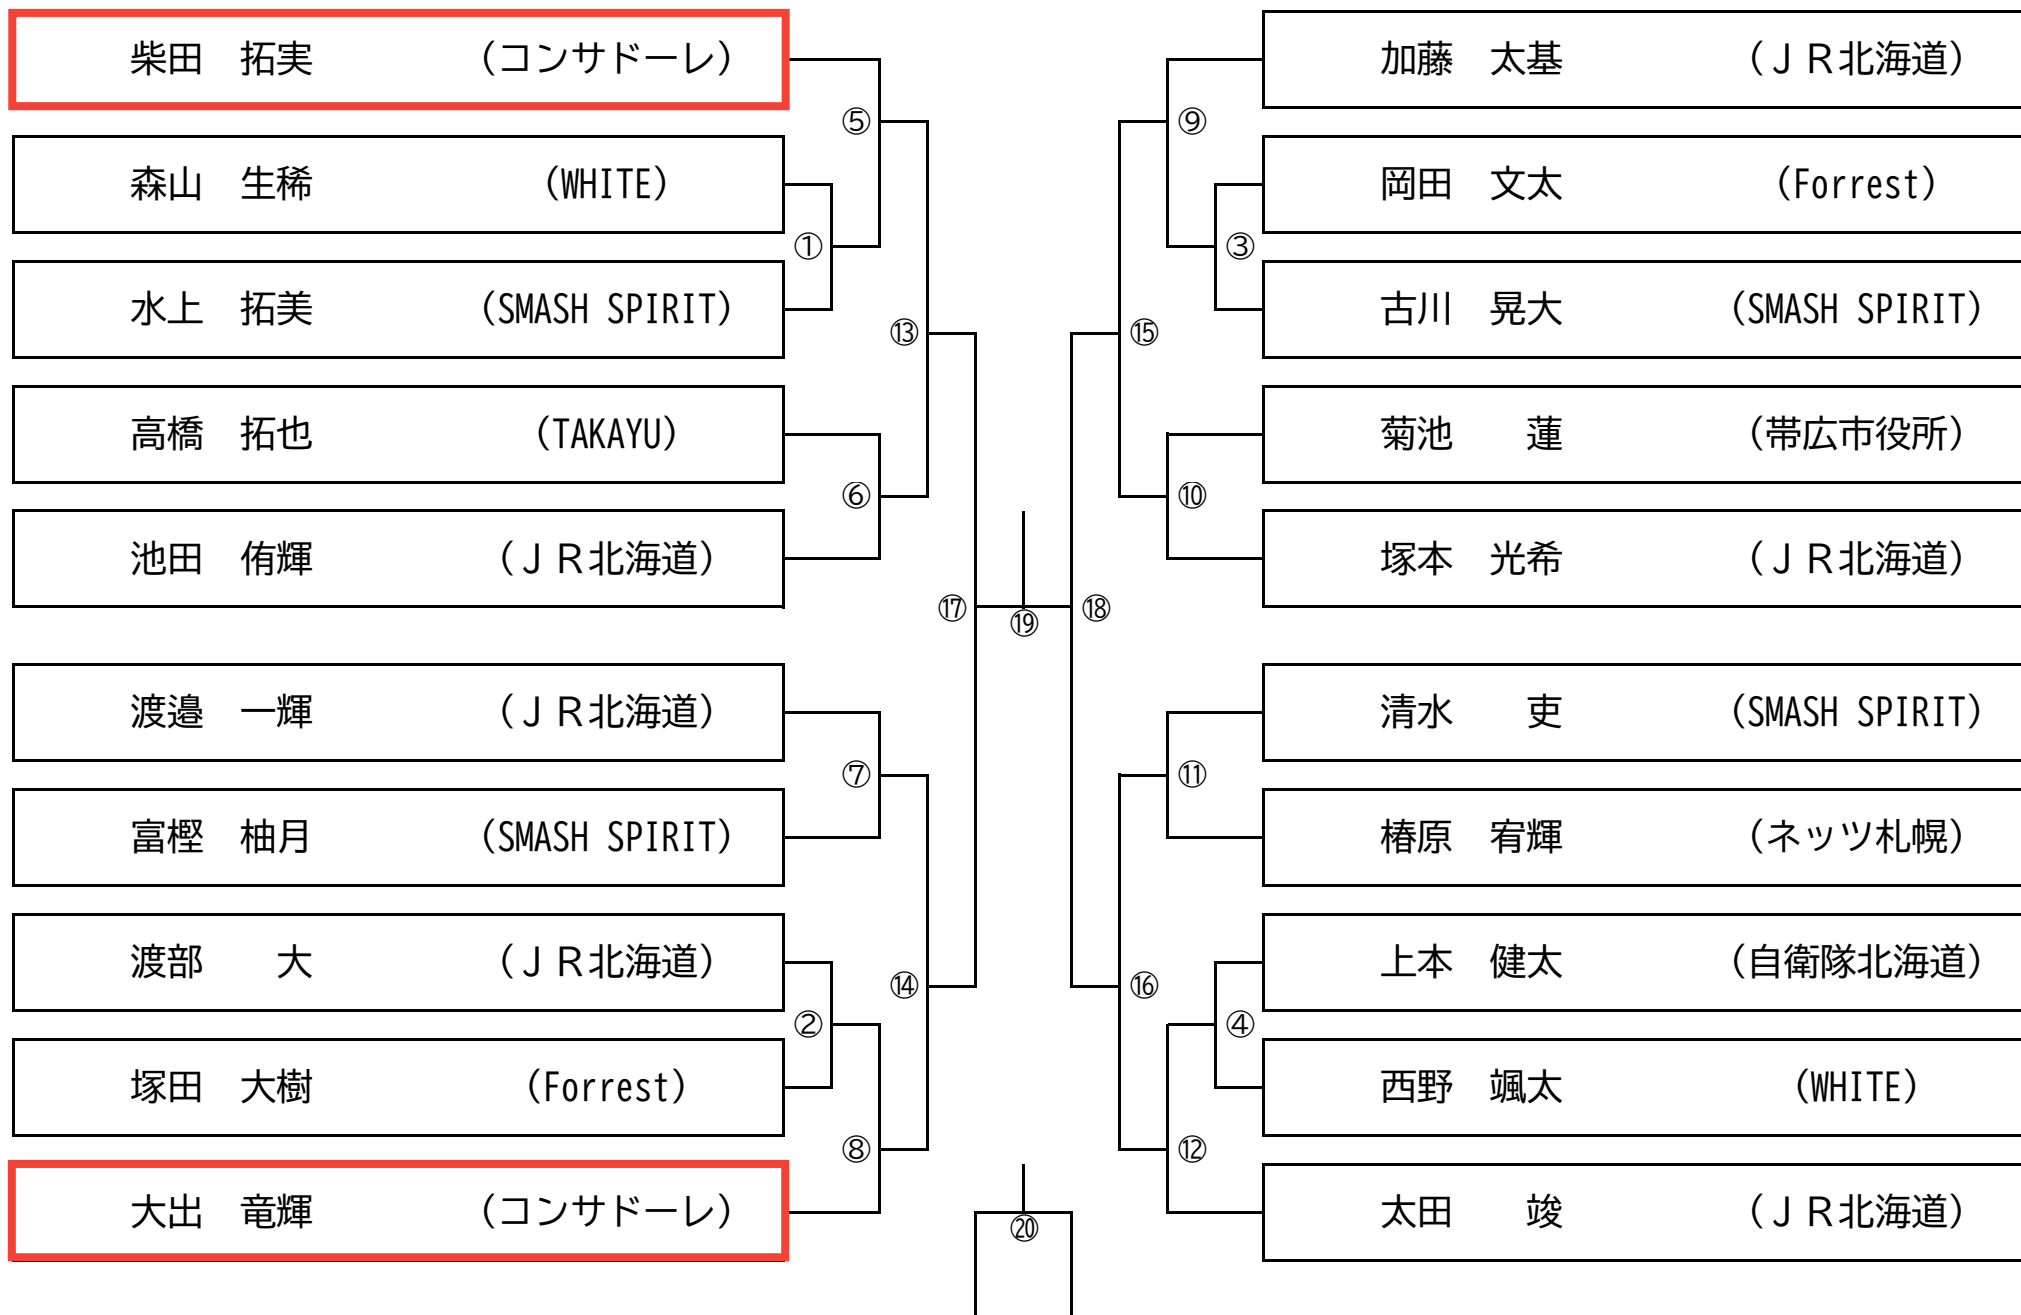 柴田　拓実　(コンサドーレ)
森山　生稀　(WHITE)
水上　拓美　(SMASH SPIRIT)
高橋　拓也　(TAKAYU)
池田　侑輝　(ＪＲ北海道)
渡邉　一輝　(ＪＲ北海道)
富樫　柚月　(SMASH SPIRIT)
渡部　　大　(ＪＲ北海道)
塚田　大樹　(Forrest)
大出　竜輝　(コンサドーレ)
⑤
①
⑬
⑥
⑰
⑦
⑭
②
⑧
⑲
⑳
⑨
③
⑮
⑩
⑱
⑪
⑯
④
⑫
加藤　太基　(ＪＲ北海道)
岡田　文太　(Forrest)
古川　晃大　(SMASH SPIRIT)
菊池　　蓮　(帯広市役所)
塚本　光希　(ＪＲ北海道)
清水　　吏　(SMASH SPIRIT)
椿原　宥輝　(ネッツ札幌)
上本　健太　(自衛隊北海道)
西野　颯太　(WHITE)
太田　　竣　(ＪＲ北海道)